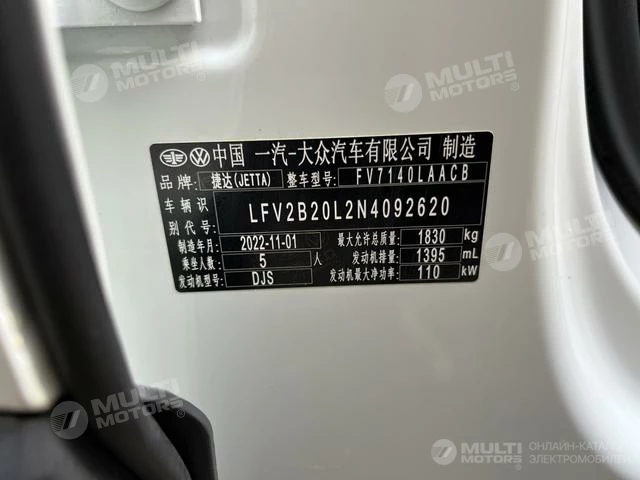 MULTI MOTORS®
MULTI MOTORS®
中国 一汽-大众汽车有限公司 制造
品牌: 捷达(JETTA) 整车型号: FV7140LAACB
车辆识别代号: LFV2B20L2N4092620
制造年月: 2022-11-01 最大允许总质量: 1830 kg
乘坐人数: 5 人 发动机排量: 1395 mL
发动机型号: DJS 发动机最大净功率: 110 kW
MULTI MOTORS®
MULTI MOTORS®
MULTI MOTORS® ОНЛАЙН-КАТАЛ
ЭЛЕКТРОМОБИЛЕЙ